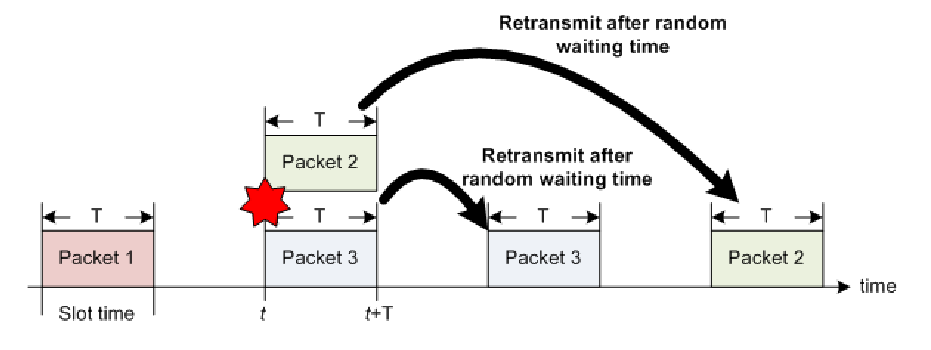 Retransmit after random
waiting time
T
Packet 2
Retransmit after
random waiting time
T
T
T
T
Packet 1
Packet 3
Packet 3
Packet 2
time
Slot time
t
t+T